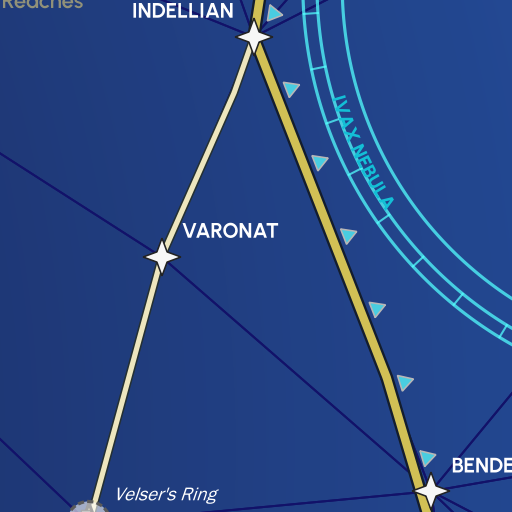 Reaches
INDELLIAN
IVAX NEBULA
VARONAT
BENDE
Velser's Ring